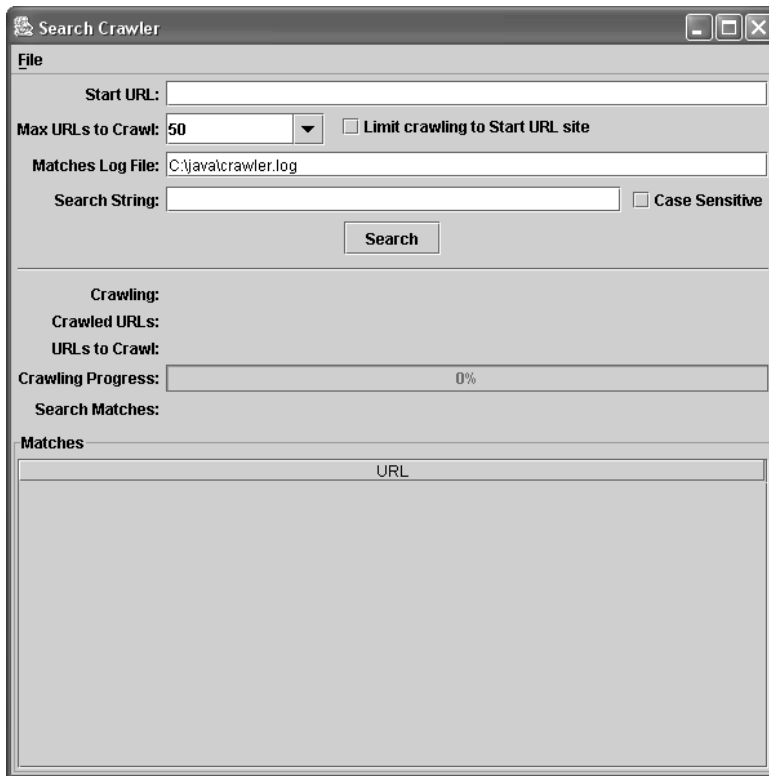 Search Crawler
File
Start URL:
Max URLs to Crawl: 50 Limit crawling to Start URL site
Matches Log File: C:\java\crawler.log
Search String: Case Sensitive
Search
Crawling:
Crawled URLs:
URLs to Crawl:
Crawling Progress: 0%
Search Matches:
Matches
URL